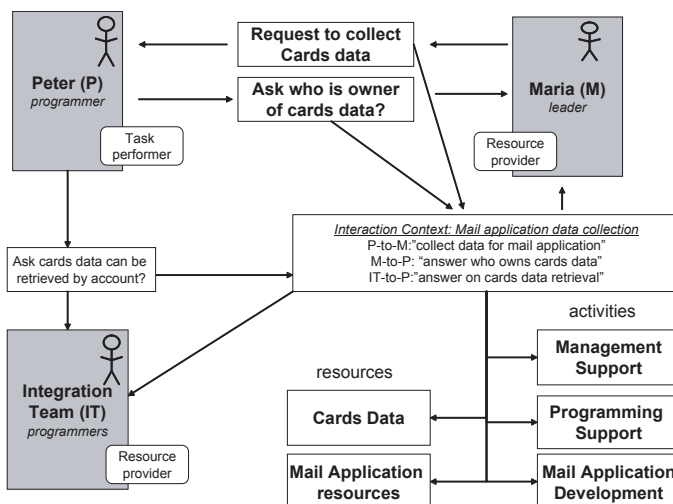 Peter (P)
programmer
Task
performer
Request to collect
Cards data
Ask who is owner
of cards data?
Maria (M)
leader
Resource
provider
Interaction Context: Mail application data collection
P-to-M:"collect data for mail application"
M-to-P: "answer who owns cards data"
IT-to-P:"answer on cards data retrieval"
Ask cards data can be
retrieved by account?
Integration
Team (IT)
programmers
Resource
provider
resources
Cards Data
Mail Application
resources
activities
Management
Support
Programming
Support
Mail Application
Development